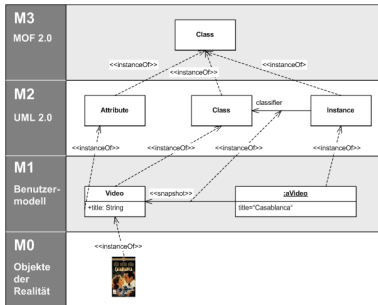 M3
MOF 2.0
Class
<<instanceOf>>
<<instanceOf>>
<<instanceOf>>
M2
UML 2.0
Attribute
Class
classifier
Instance
<<instanceOf>>
<<instanceOf>>
<<instanceOf>>
M1
Benutzer-
modell
Video
+title: String
<<snapshot>>
:aVideo
title="Casablanca"
M0
Objekte
der
Realität
<<instanceOf>>
CASABLANCA